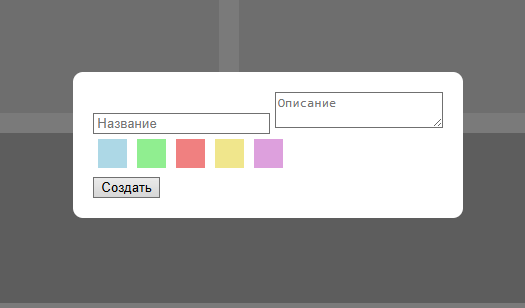 Название
Описание
Создать